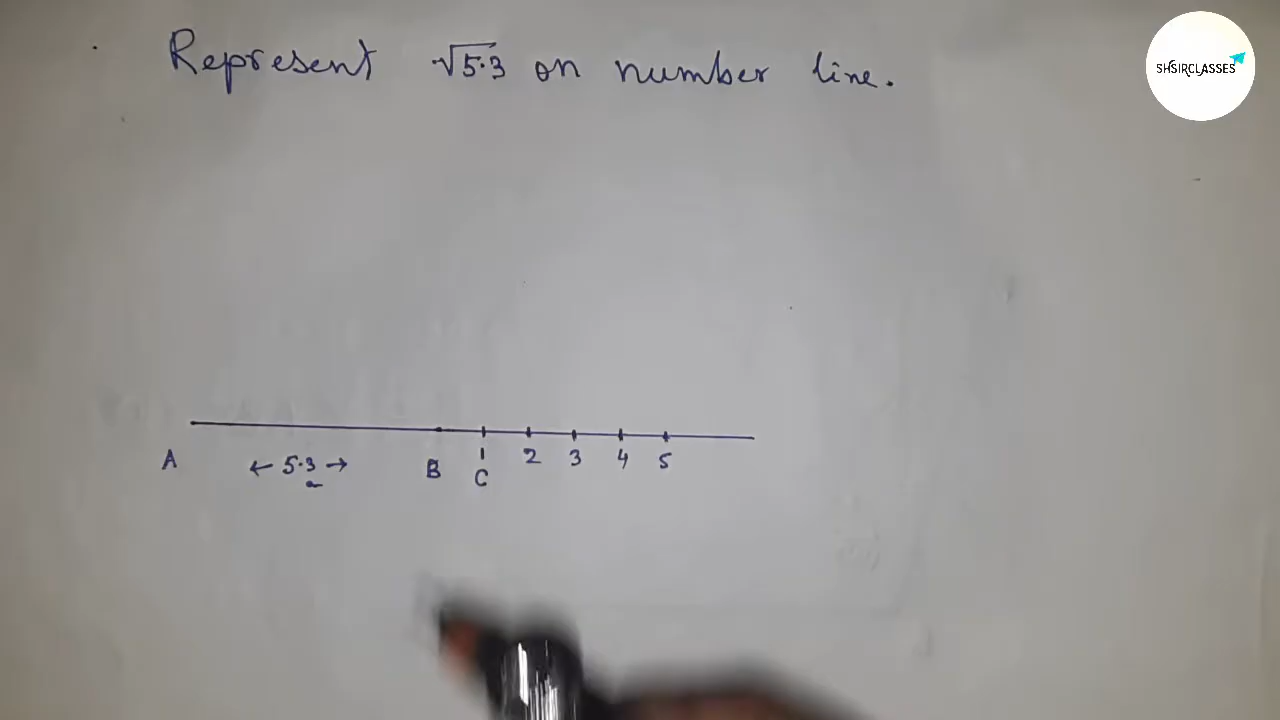 Represent √5.3 on number line.
SHSIRCLASSES
A ← 5.3 → B 1 2 3 4 5
C